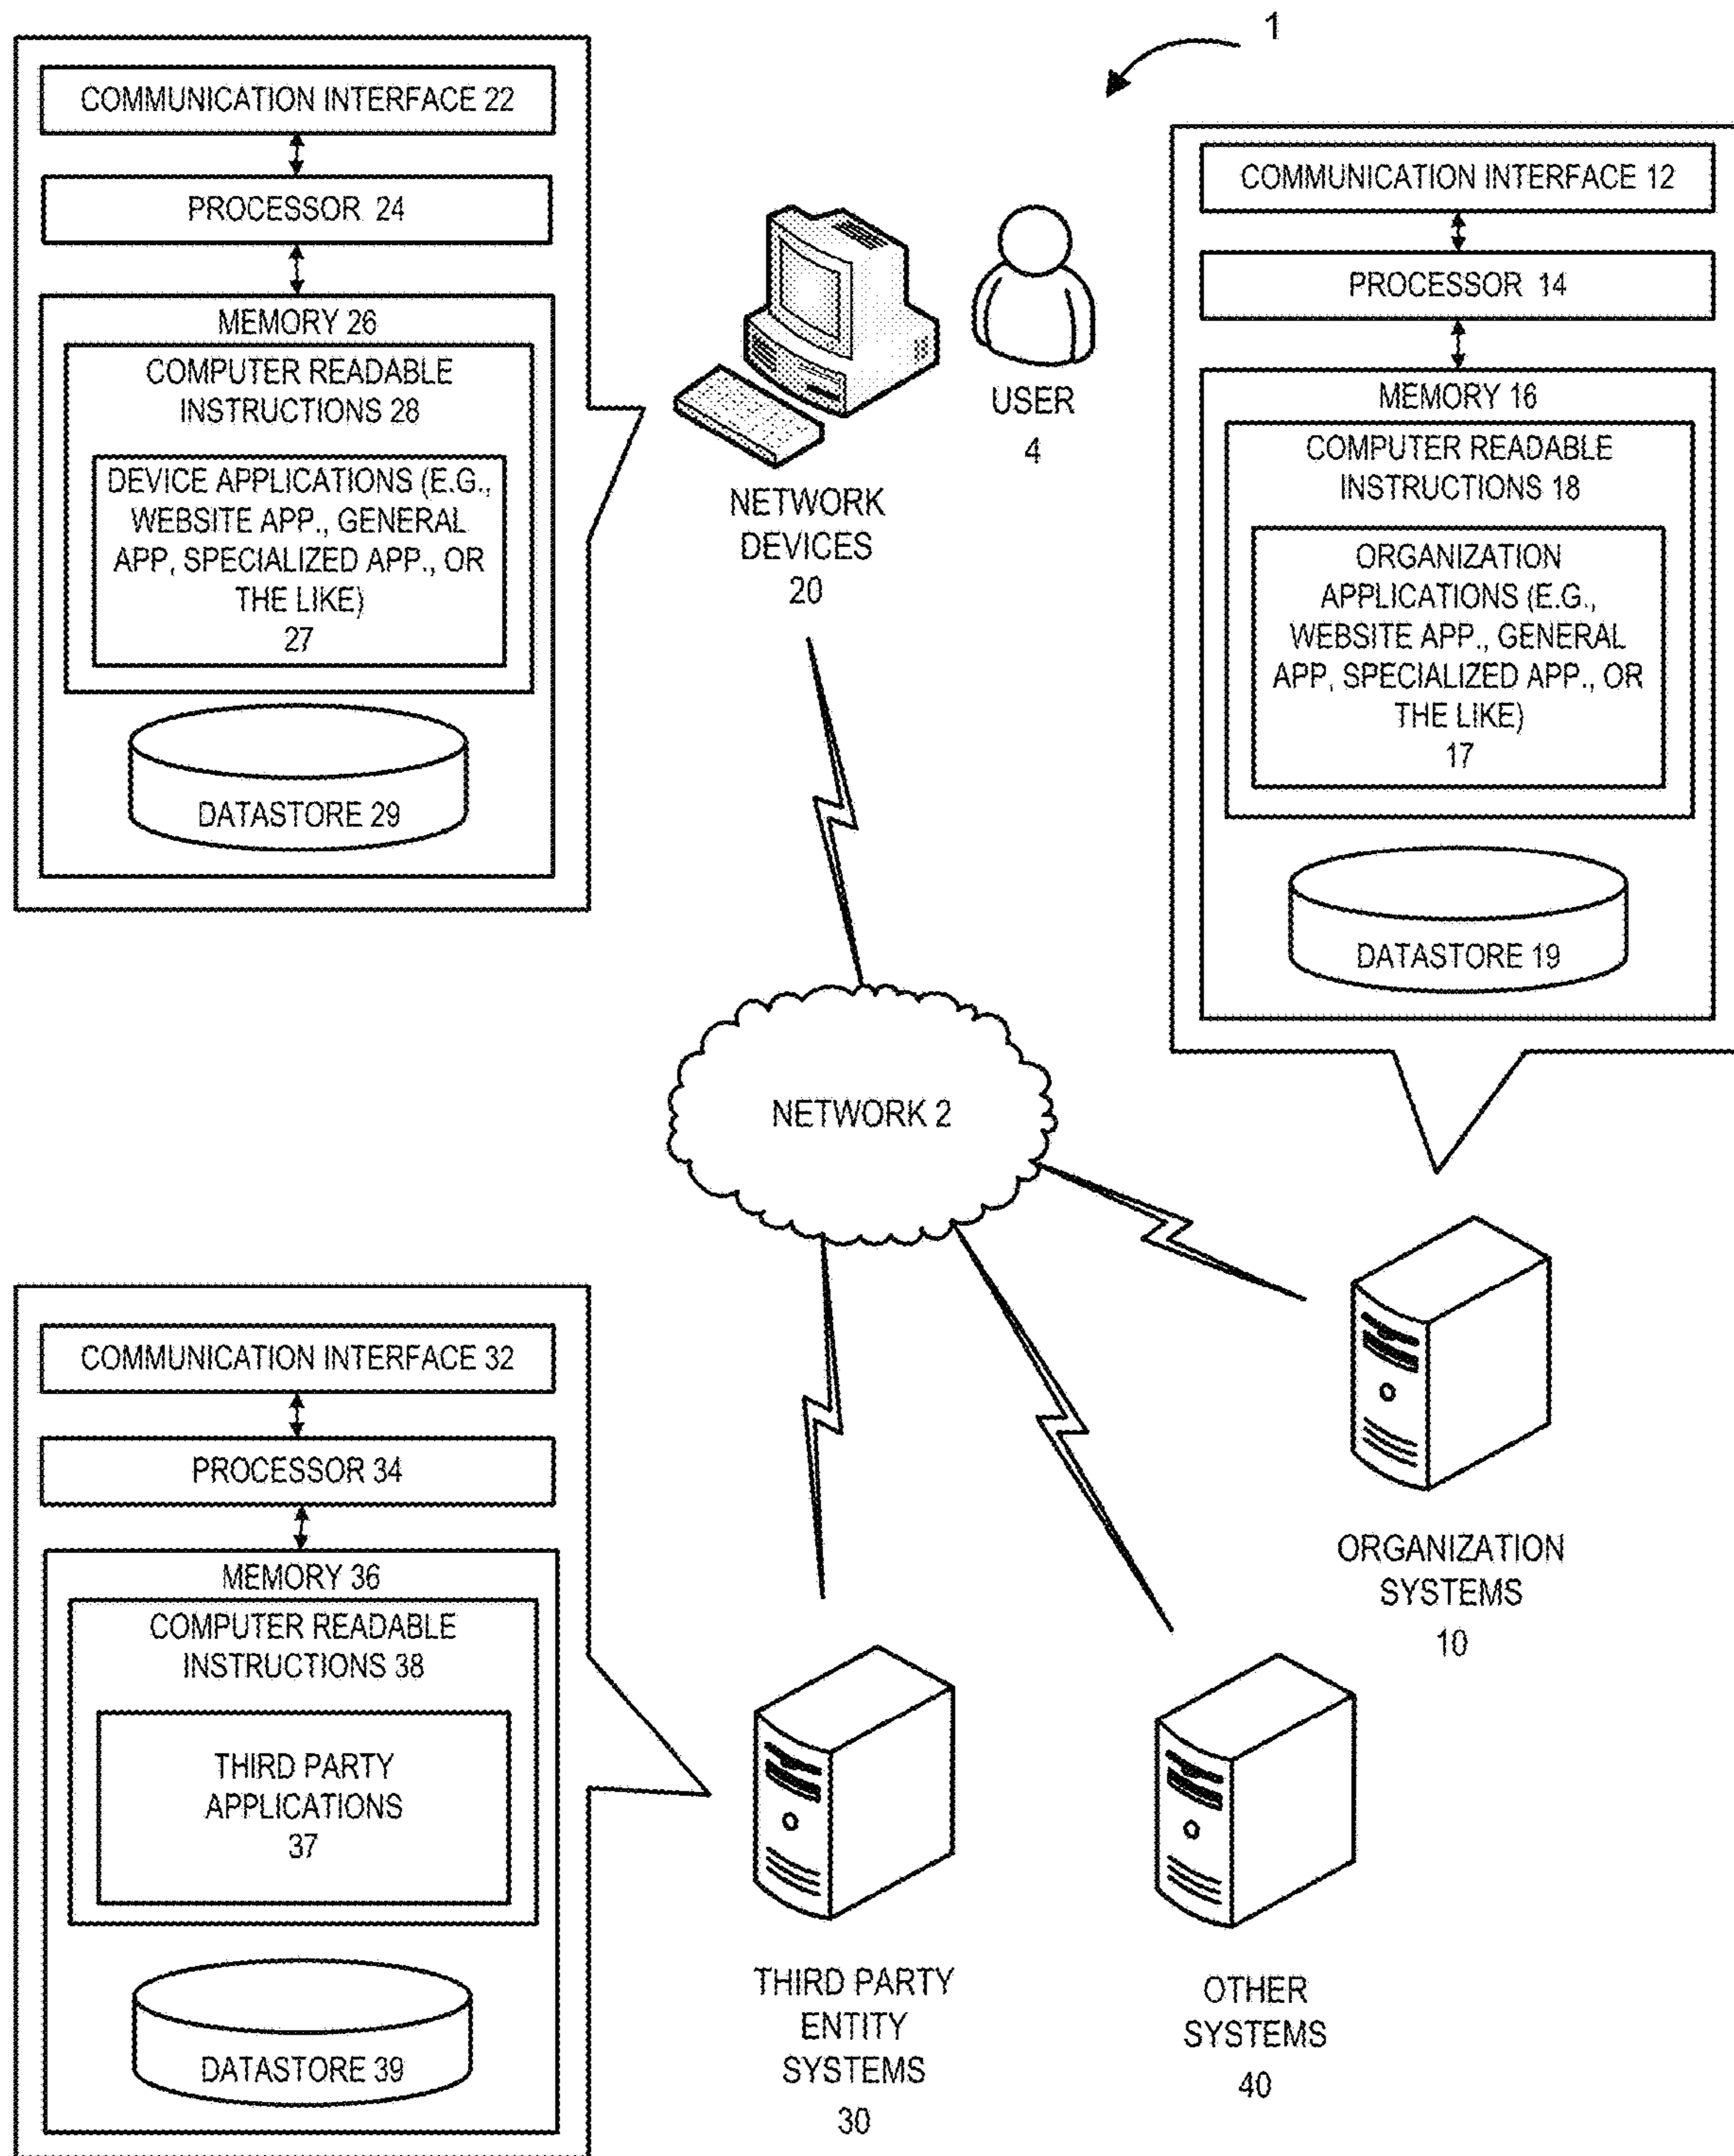 1
COMMUNICATION INTERFACE 22
PROCESSOR 24
MEMORY 26
COMPUTER READABLE
INSTRUCTIONS 28
DEVICE APPLICATIONS (E.G.,
WEBSITE APP., GENERAL
APP, SPECIALIZED APP., OR
THE LIKE)
27
DATASTORE 29
NETWORK
DEVICES
20
USER
4
COMMUNICATION INTERFACE 12
PROCESSOR 14
MEMORY 16
COMPUTER READABLE
INSTRUCTIONS 18
ORGANIZATION
APPLICATIONS (E.G.,
WEBSITE APP., GENERAL
APP, SPECIALIZED APP., OR
THE LIKE)
17
DATASTORE 19
NETWORK 2
ORGANIZATION
SYSTEMS
10
COMMUNICATION INTERFACE 32
PROCESSOR 34
MEMORY 36
COMPUTER READABLE
INSTRUCTIONS 38
THIRD PARTY
APPLICATIONS
37
DATASTORE 39
THIRD PARTY
ENTITY
SYSTEMS
30
OTHER
SYSTEMS
40